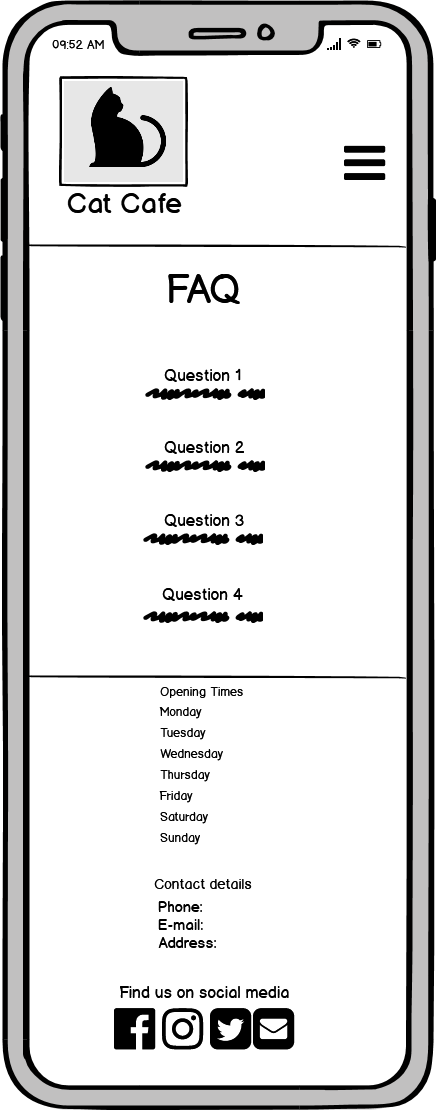 09:52 AM
Cat Cafe
FAQ
Question 1
Question 2
Question 3
Question 4
Opening Times
Monday
Tuesday
Wednesday
Thursday
Friday
Saturday
Sunday
Contact details
Phone:
E-mail:
Address:
Find us on social media